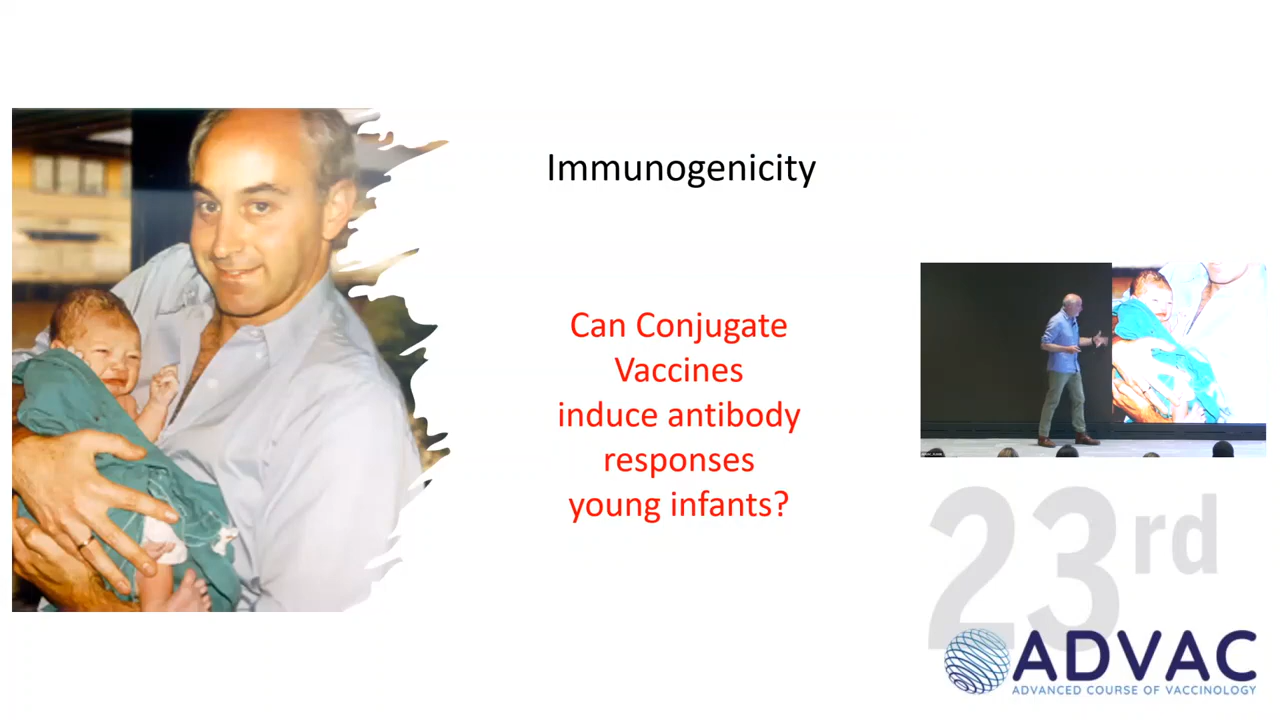 Immunogenicity
Can Conjugate
Vaccines
induce antibody
responses
young infants?
23rd
ADVAC
ADVANCED COURSE OF VACCINOLOGY